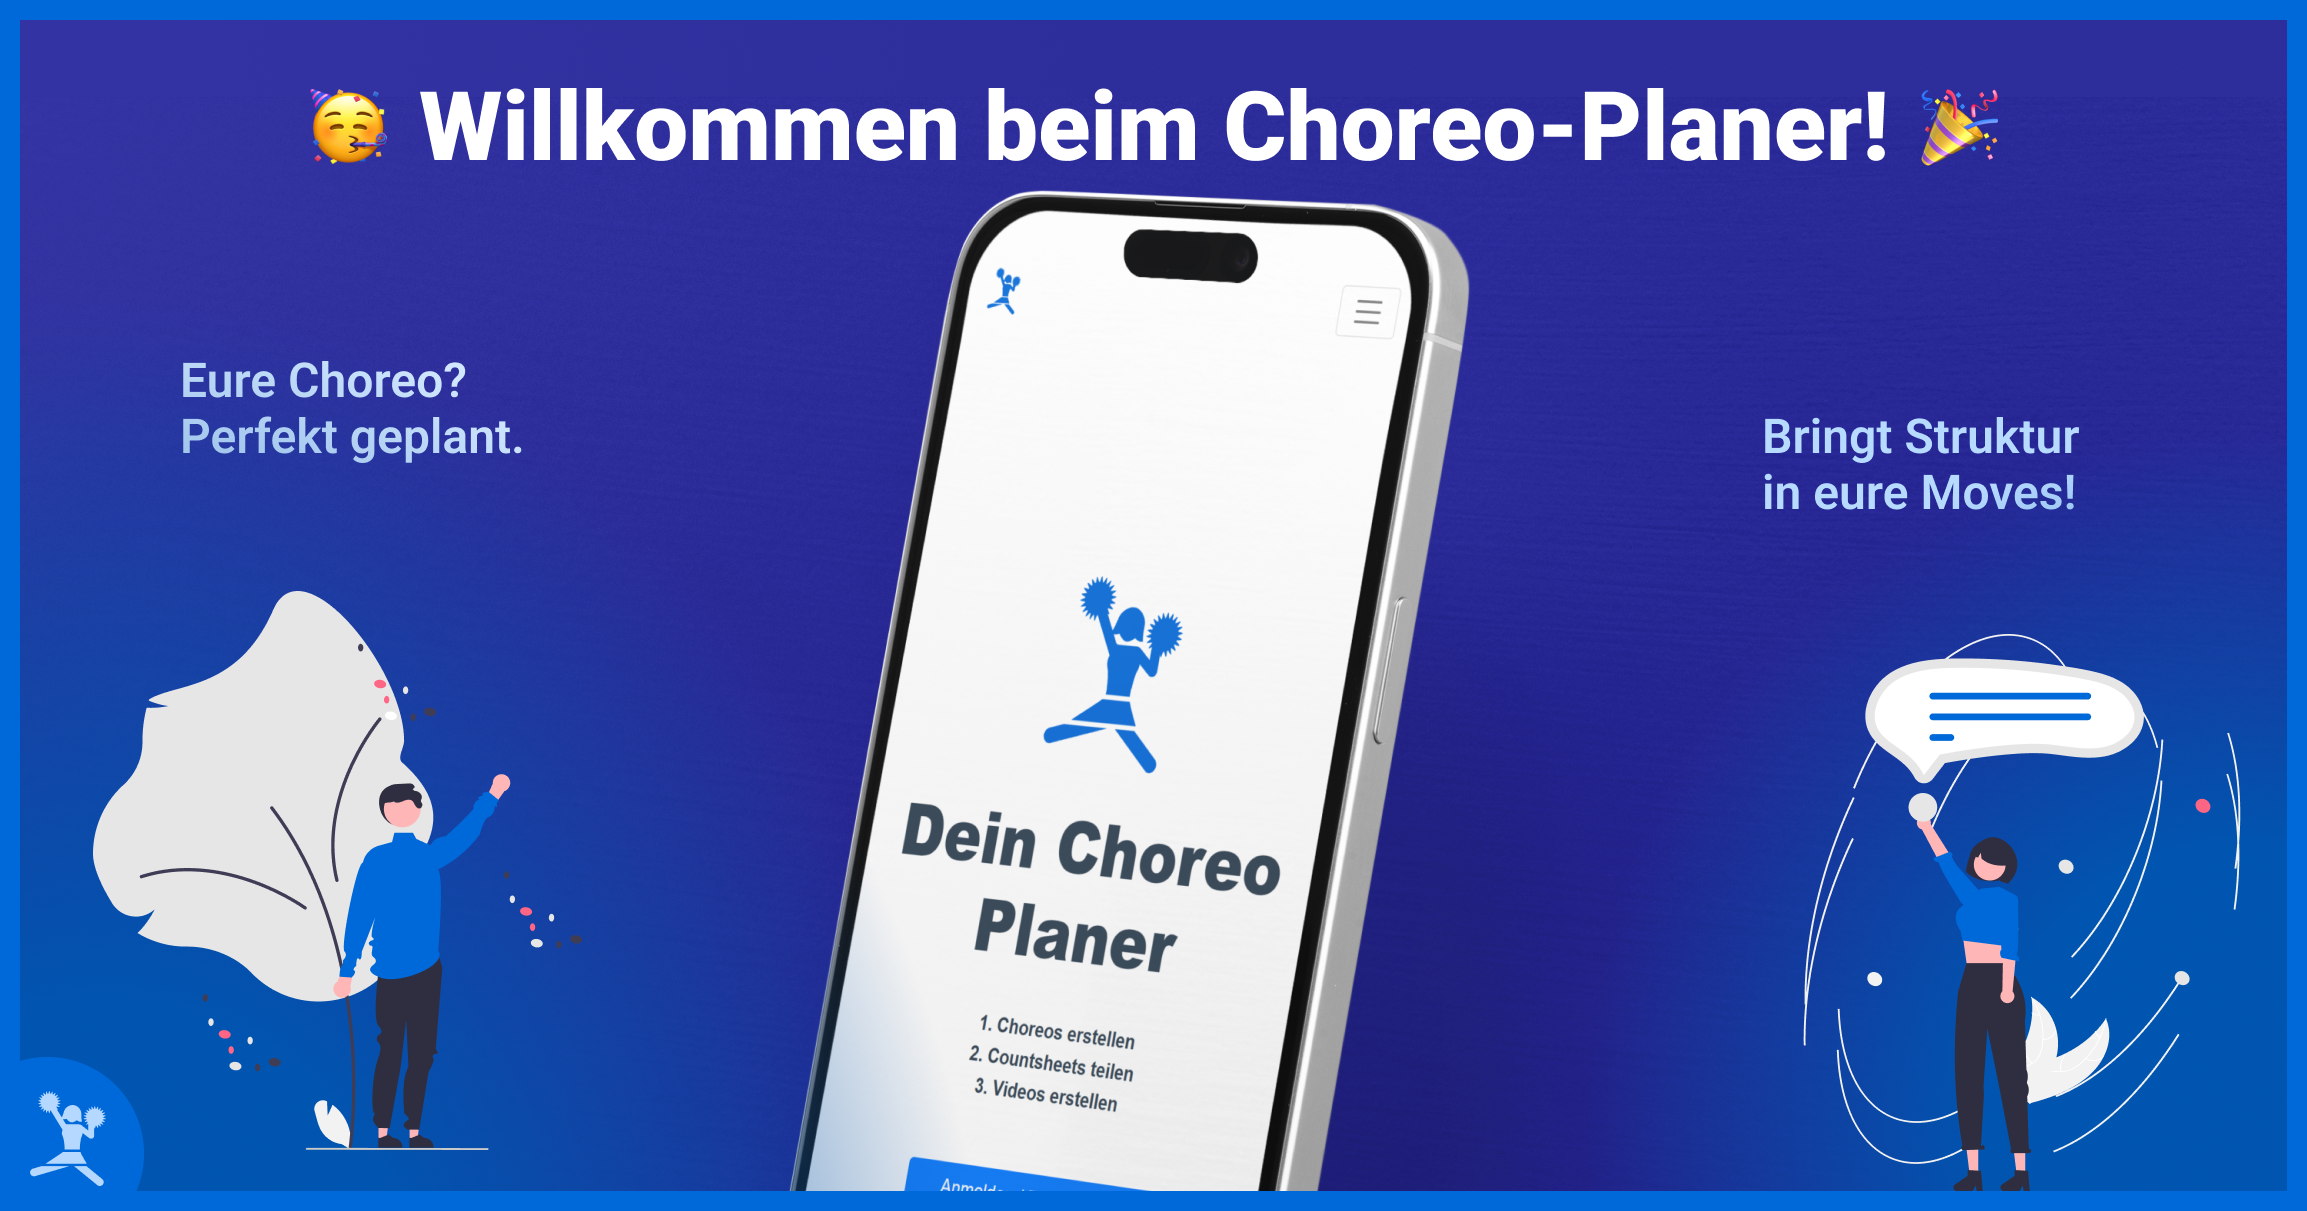 🥳 Willkommen beim Choreo-Planer! 🎉
Eure Choreo?
Perfekt geplant.
Bringt Struktur
in eure Moves!
Dein Choreo
Planer
1. Choreos erstellen
2. Countsheets teilen
3. Videos erstellen